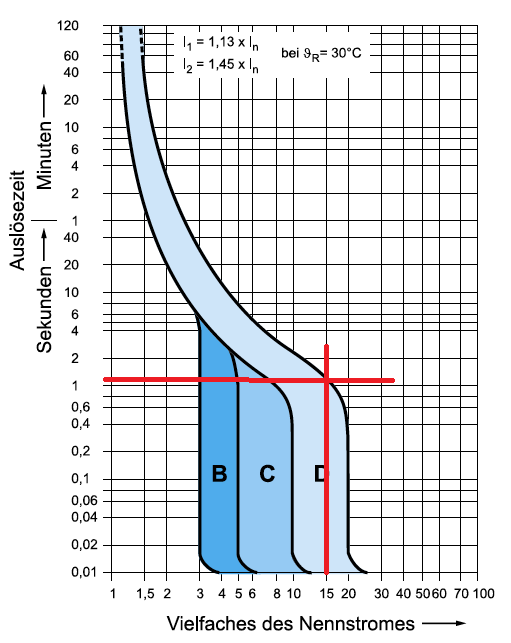 I₁ = 1,13 x Iₙ
I₂ = 1,45 x Iₙ
bei ϑR= 30°C
Auslösezeit
Minuten
Sekunden
120
60
40
20
10
6
4
2
1
40
20
10
6
4
2
1
0,6
0,4
0,2
0,1
0,06
0,04
0,02
0,01
B
C
D
1 1,5 2 3 4 5 6 8 10 15 20 30 40 50 60 70 100
Vielfaches des Nennstromes